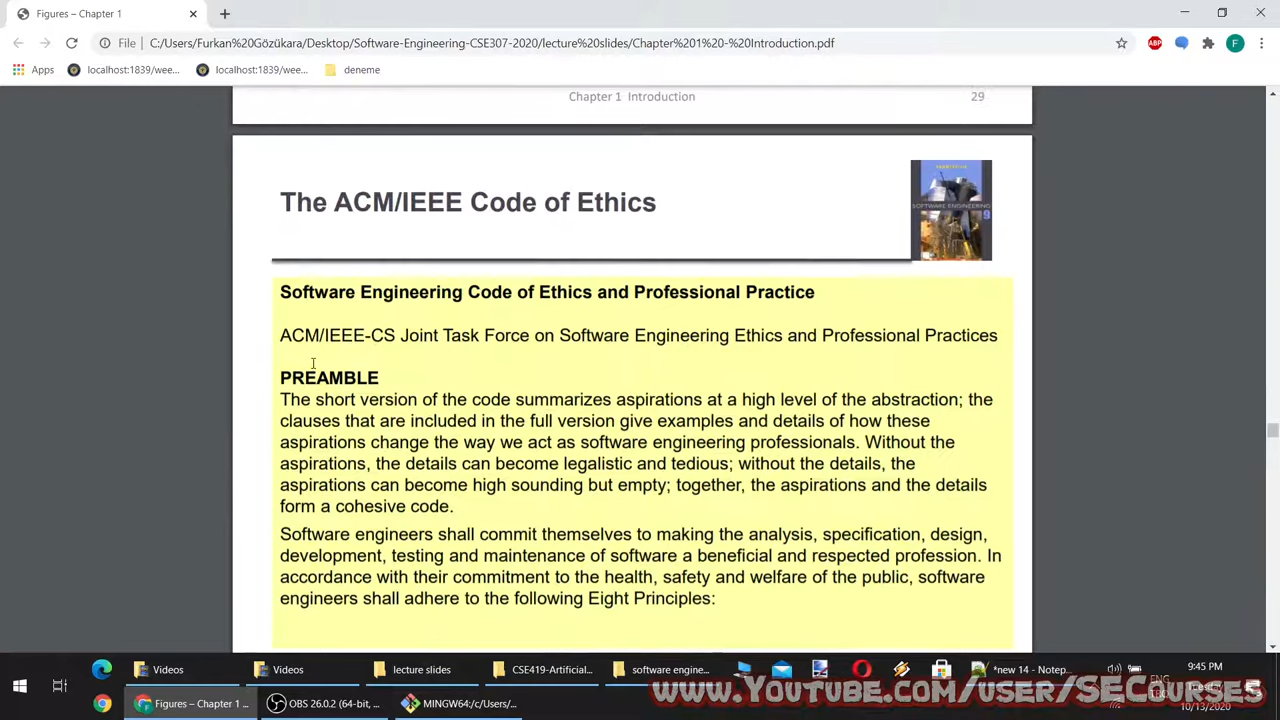 Figures – Chapter 1
File
C:/Users/Furkan%20Gözükara/Desktop/Software-Engineering-CSE307-2020/lecture%20slides/Chapter%201%20-%20Introduction.pdf
ABP
F
Apps
localhost:1839/wee...
localhost:1839/wee...
deneme
Chapter 1 Introduction
29
The ACM/IEEE Code of Ethics
SOFTWARE ENGINEERING
9
Software Engineering Code of Ethics and Professional Practice
ACM/IEEE-CS Joint Task Force on Software Engineering Ethics and Professional Practices
PREAMBLE
The short version of the code summarizes aspirations at a high level of the abstraction; the
clauses that are included in the full version give examples and details of how these
aspirations change the way we act as software engineering professionals. Without the
aspirations, the details can become legalistic and tedious; without the details, the
aspirations can become high sounding but empty; together, the aspirations and the details
form a cohesive code.
Software engineers shall commit themselves to making the analysis, specification, design,
development, testing and maintenance of software a beneficial and respected profession. In
accordance with their commitment to the health, safety and welfare of the public, software
engineers shall adhere to the following Eight Principles:
Videos
Videos
lecture slides
CSE419-Artificial...
software enginee...
*new 14 - Notep...
ENG
9:45 PM
Figures – Chapter 1 ...
OBS 26.0.2 (64-bit, ...
MINGW64:/c/Users/...
10/13/2020
www.Youtube.com/user/SECourses